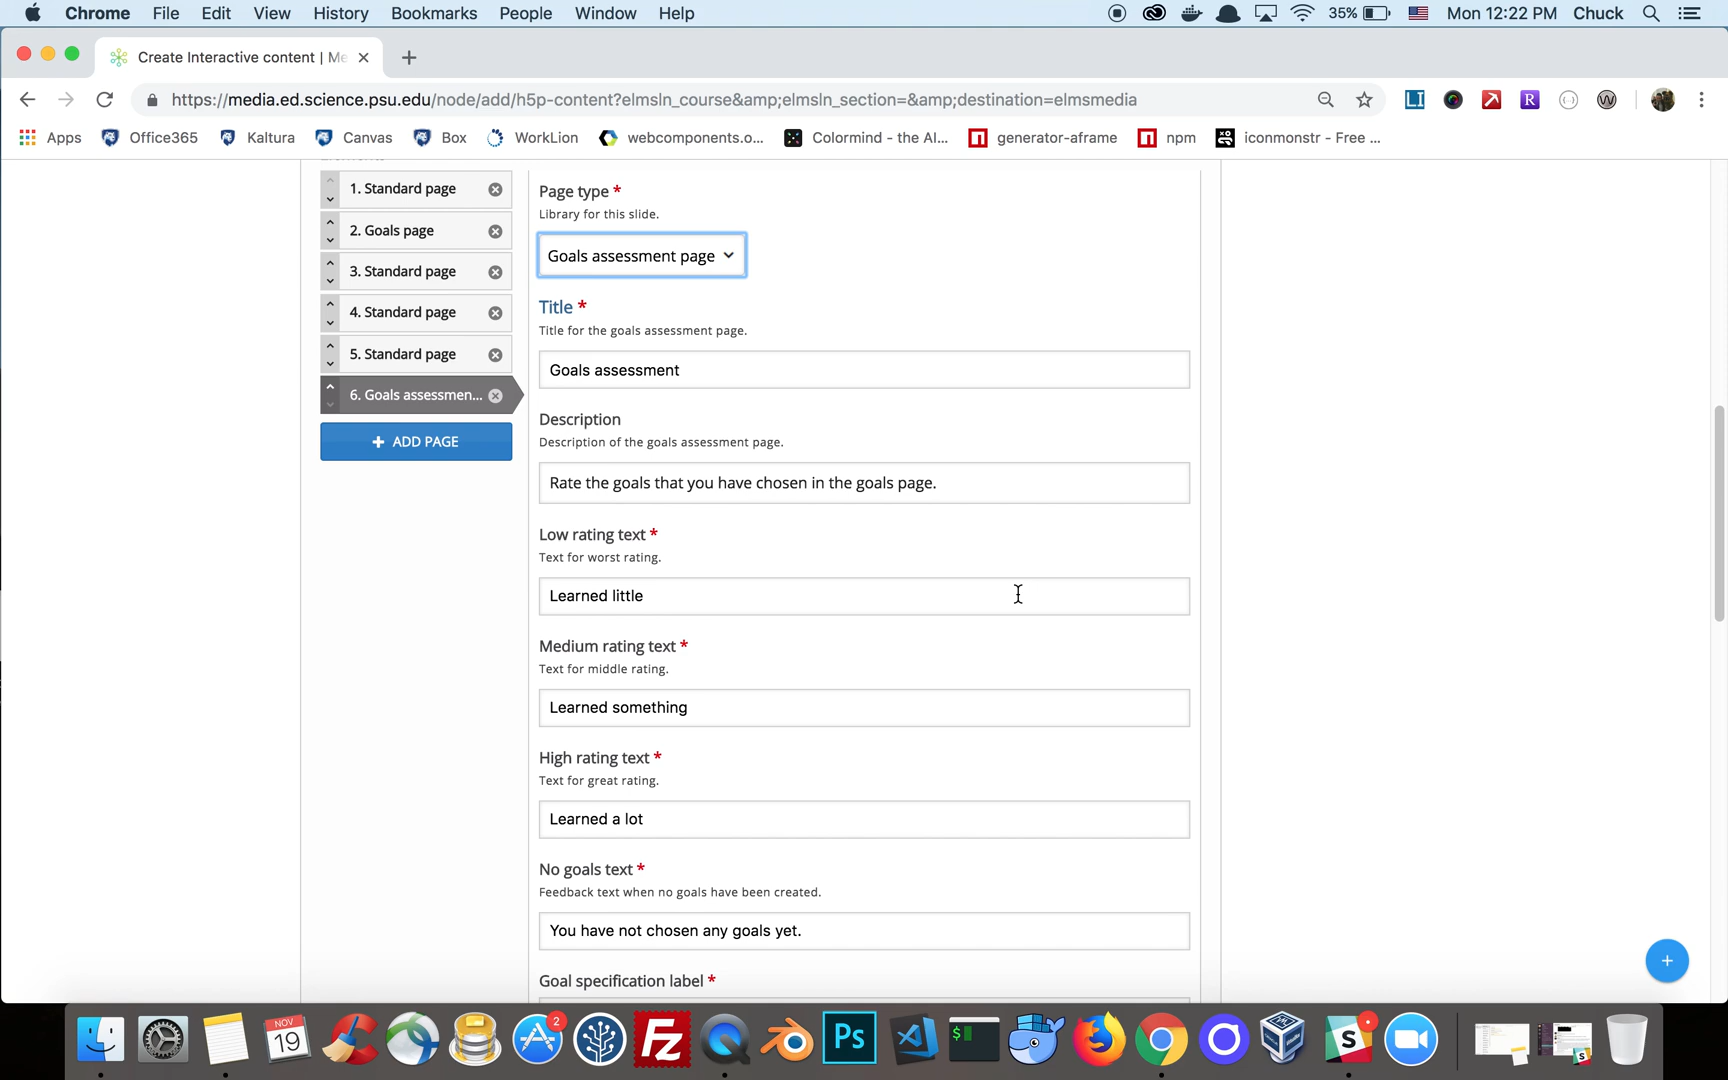 Chrome File Edit View History Bookmarks People Window Help 35% Mon 12:22 PM Chuck
Create Interactive content | Me
https://media.ed.science.psu.edu/node/add/h5p-content?elmsln_course&amp;elmsln_section=&amp;destination=elmsmedia
Apps Office365 Kaltura Canvas Box WorkLion webcomponents.o... Colormind - the AI... generator-aframe npm iconmonstr - Free ...
1. Standard page
2. Goals page
3. Standard page
4. Standard page
5. Standard page
6. Goals assessmen...
+ ADD PAGE
Page type *
Library for this slide.
Goals assessment page
Title *
Title for the goals assessment page.
Goals assessment
Description
Description of the goals assessment page.
Rate the goals that you have chosen in the goals page.
Low rating text *
Text for worst rating.
Learned little
Medium rating text *
Text for middle rating.
Learned something
High rating text *
Text for great rating.
Learned a lot
No goals text *
Feedback text when no goals have been created.
You have not chosen any goals yet.
Goal specification label *
+
NOV
19
2
Fz
Ps
$
S